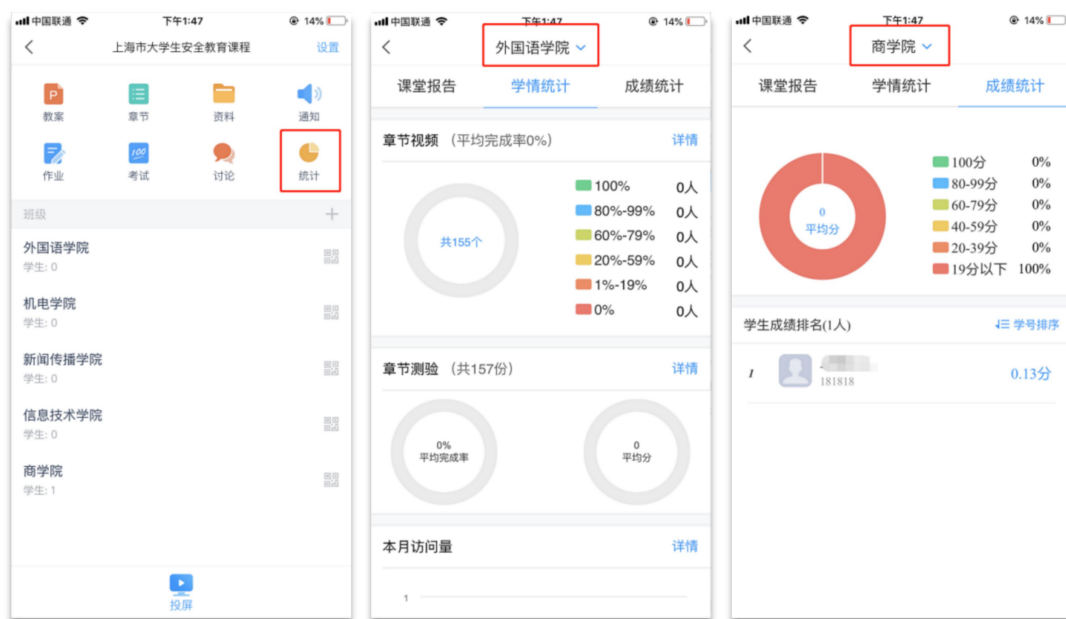 中国联通 下午1:47 14%
上海市大学生安全教育课程 设置
P
教案 章节 资料 通知
100
作业 考试 讨论 统计
班级 +
外国语学院
学生: 0
机电学院
学生: 0
新闻传播学院
学生: 0
信息技术学院
学生: 0
商学院
学生: 1
投屏
中国联通 下午1:47 14%
外国语学院
课堂报告 学情统计 成绩统计
章节视频 (平均完成率0%) 详情
共155个
100% 0人
80%-99% 0人
60%-79% 0人
20%-59% 0人
1%-19% 0人
0% 0人
章节测验 (共157份) 详情
0%
平均完成率
0
平均分
本月访问量 详情
1
中国联通 下午1:47 14%
商学院
课堂报告 学情统计 成绩统计
0
平均分
100分 0%
80-99分 0%
60-79分 0%
40-59分 0%
20-39分 0%
19分以下 100%
学生成绩排名(1人) 学号排序
1
181818
0.13分